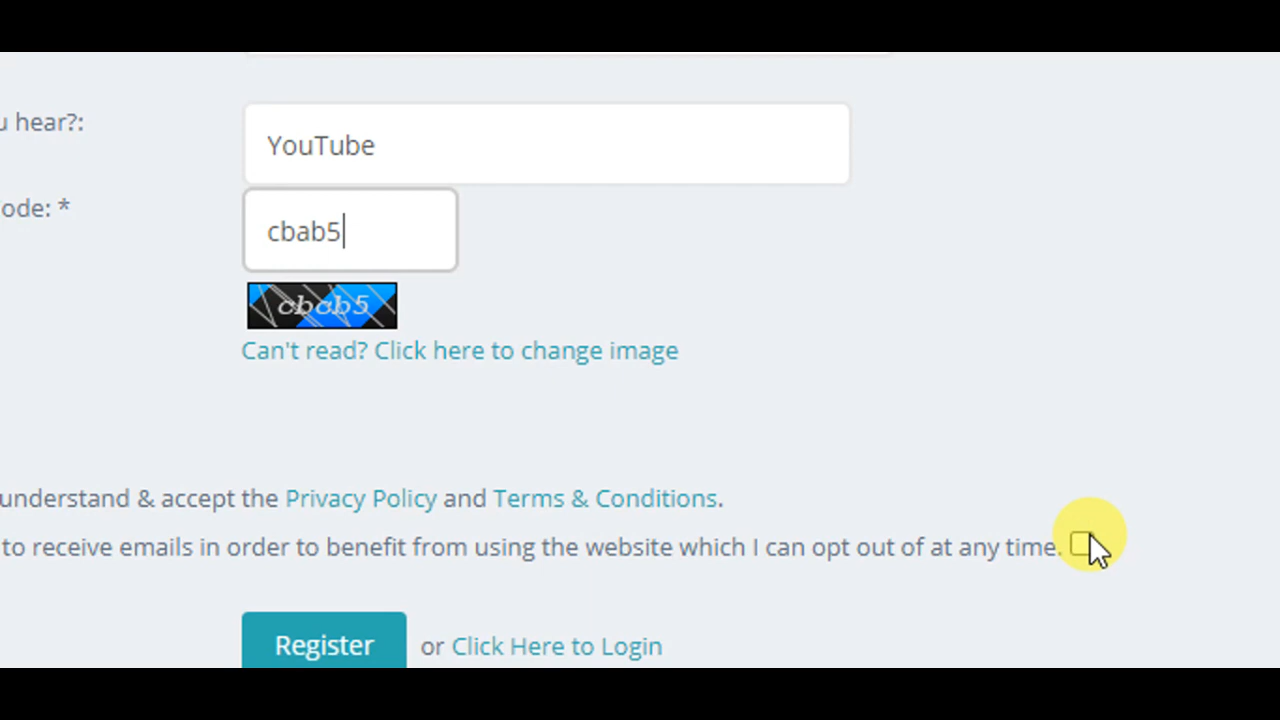 u hear?:
YouTube
ode: *
cbab5
cbab5
Can't read? Click here to change image
understand & accept the Privacy Policy and Terms & Conditions.
to receive emails in order to benefit from using the website which I can opt out of at any time.
Register or Click Here to Login